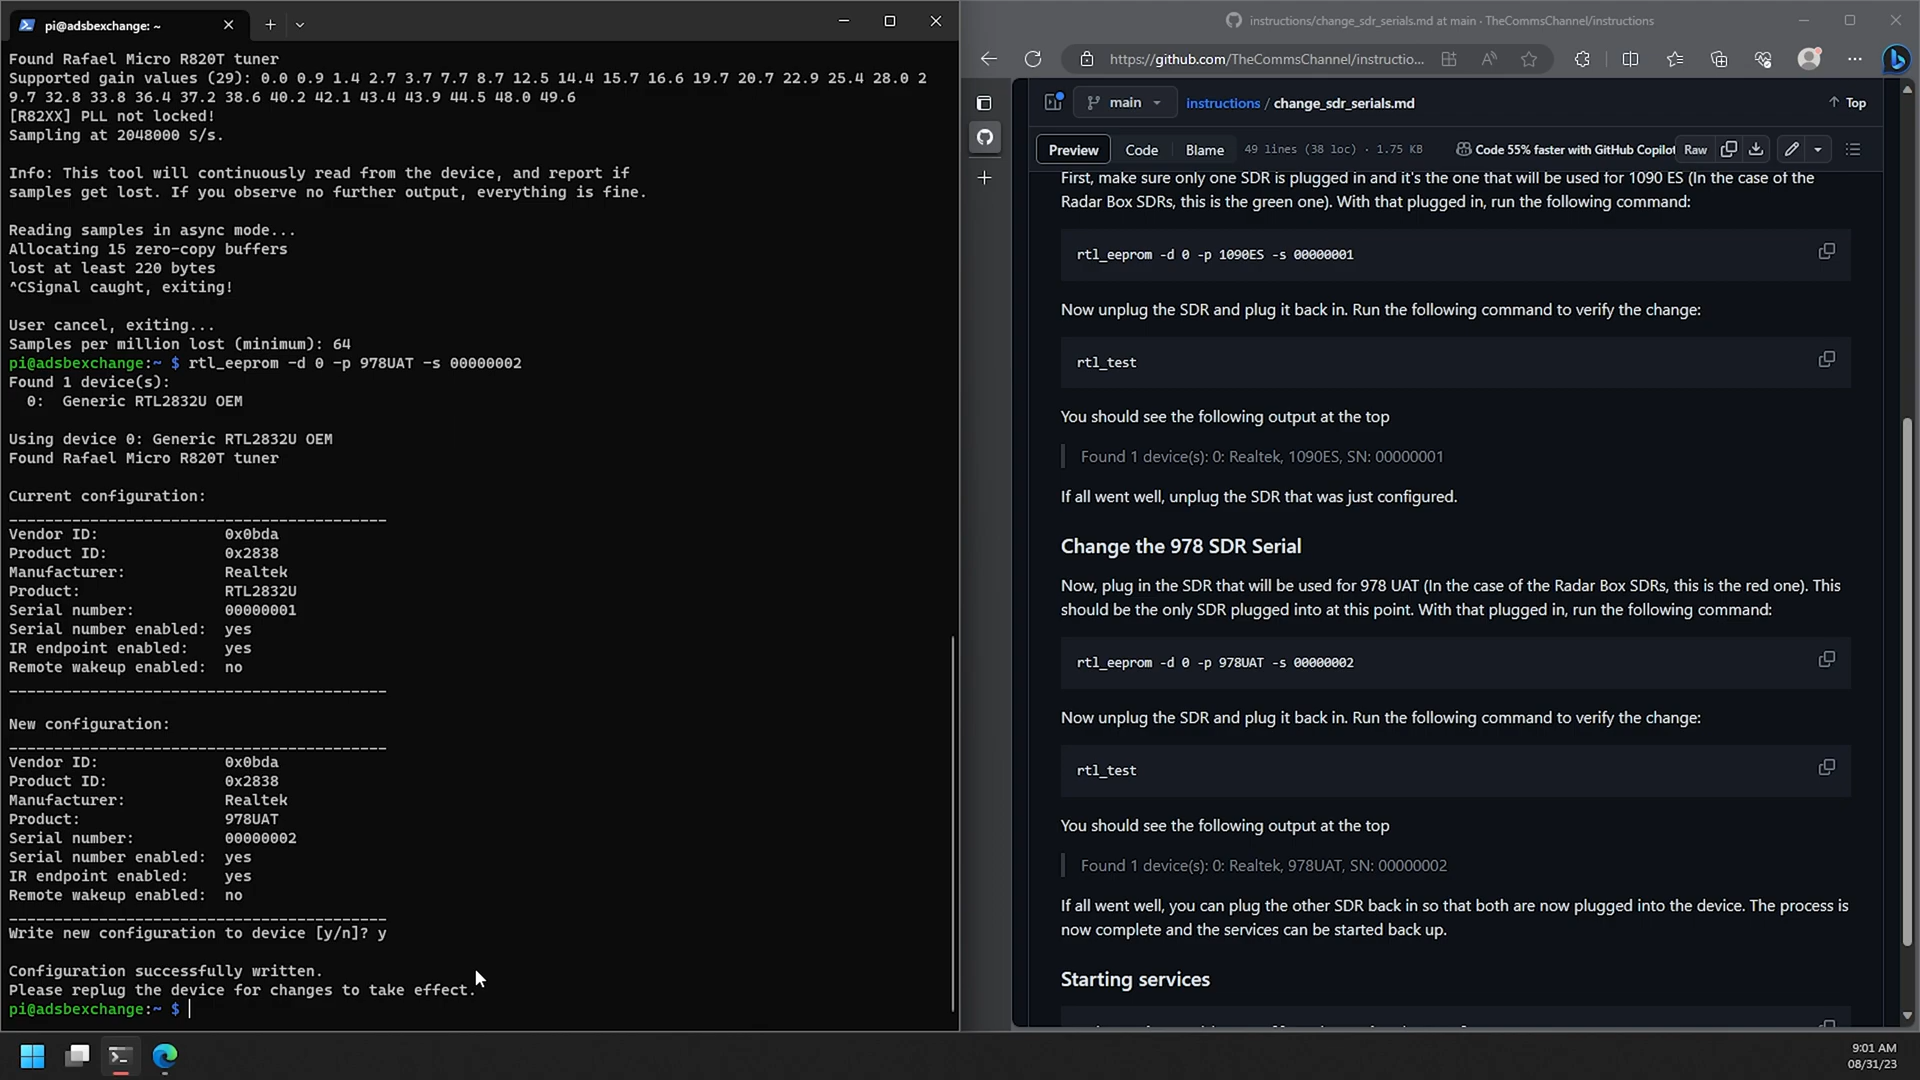 pi@adsbexchange: ~
Found Rafael Micro R820T tuner
Supported gain values (29): 0.0 0.9 1.4 2.7 3.7 7.7 8.7 12.5 14.4 15.7 16.6 19.7 20.7 22.9 25.4 28.0 2
9.7 32.8 33.8 36.4 37.2 38.6 40.2 42.1 43.4 43.9 44.5 48.0 49.6
[R82XX] PLL not locked!
Sampling at 2048000 S/s.
Info: This tool will continuously read from the device, and report if
samples get lost. If you observe no further output, everything is fine.
Reading samples in async mode...
Allocating 15 zero-copy buffers
lost at least 220 bytes
^CSignal caught, exiting!
User cancel, exiting...
Samples per million lost (minimum): 64
pi@adsbexchange:~ $ rtl_eeprom -d 0 -p 978UAT -s 00000002
Found 1 device(s):
0:  Generic RTL2832U OEM
Using device 0: Generic RTL2832U OEM
Found Rafael Micro R820T tuner
Current configuration:
__________________________________________
Vendor ID: 0x0bda
Product ID: 0x2838
Manufacturer: Realtek
Product: RTL2832U
Serial number: 00000001
Serial number enabled: yes
IR endpoint enabled: yes
Remote wakeup enabled: no
__________________________________________
New configuration:
__________________________________________
Vendor ID: 0x0bda
Product ID: 0x2838
Manufacturer: Realtek
Product: 978UAT
Serial number: 00000002
Serial number enabled: yes
IR endpoint enabled: yes
Remote wakeup enabled: no
__________________________________________
Write new configuration to device [y/n]? y
Configuration successfully written.
Please replug the device for changes to take effect.
pi@adsbexchange:~ $
instructions/change_sdr_serials.md at main · TheCommsChannel/instructions
https://github.com/TheCommsChannel/instructio...
main
instructions / change_sdr_serials.md
Top
Preview Code Blame 49 lines (38 loc) · 1.75 KB Code 55% faster with GitHub Copilot Raw
First, make sure only one SDR is plugged in and it's the one that will be used for 1090 ES (In the case of the
Radar Box SDRs, this is the green one). With that plugged in, run the following command:
rtl_eeprom -d 0 -p 1090ES -s 00000001
Now unplug the SDR and plug it back in. Run the following command to verify the change:
rtl_test
You should see the following output at the top
Found 1 device(s): 0: Realtek, 1090ES, SN: 00000001
If all went well, unplug the SDR that was just configured.
Change the 978 SDR Serial
Now, plug in the SDR that will be used for 978 UAT (In the case of the Radar Box SDRs, this is the red one). This
should be the only SDR plugged into at this point. With that plugged in, run the following command:
rtl_eeprom -d 0 -p 978UAT -s 00000002
Now unplug the SDR and plug it back in. Run the following command to verify the change:
rtl_test
You should see the following output at the top
Found 1 device(s): 0: Realtek, 978UAT, SN: 00000002
If all went well, you can plug the other SDR back in so that both are now plugged into the device. The process is
now complete and the services can be started back up.
Starting services
9:01 AM
08/31/23